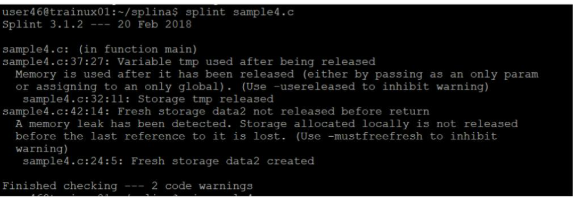 user46@trainux01:~/splina$ splint sample4.c
Splint 3.1.2 --- 20 Feb 2018
sample4.c: (in function main)
sample4.c:37:27: Variable tmp used after being released
Memory is used after it has been released (either by passing as an only param
or assigning to an only global). (Use -usereleased to inhibit warning)
sample4.c:32:11: Storage tmp released
sample4.c:42:14: Fresh storage data2 not released before return
A memory leak has been detected. Storage allocated locally is not released
before the last reference to it is lost. (Use -mustfreefresh to inhibit
warning)
sample4.c:24:5: Fresh storage data2 created
Finished checking --- 2 code warnings